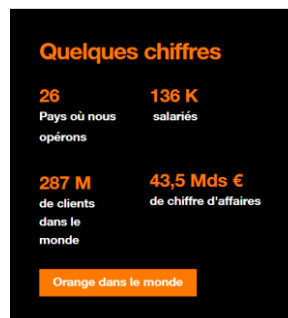 Quelques chiffres
26
Pays où nous
opérons
136 K
salariés
287 M
de clients
dans le
monde
43,5 Mds €
de chiffre d'affaires
Orange dans le monde